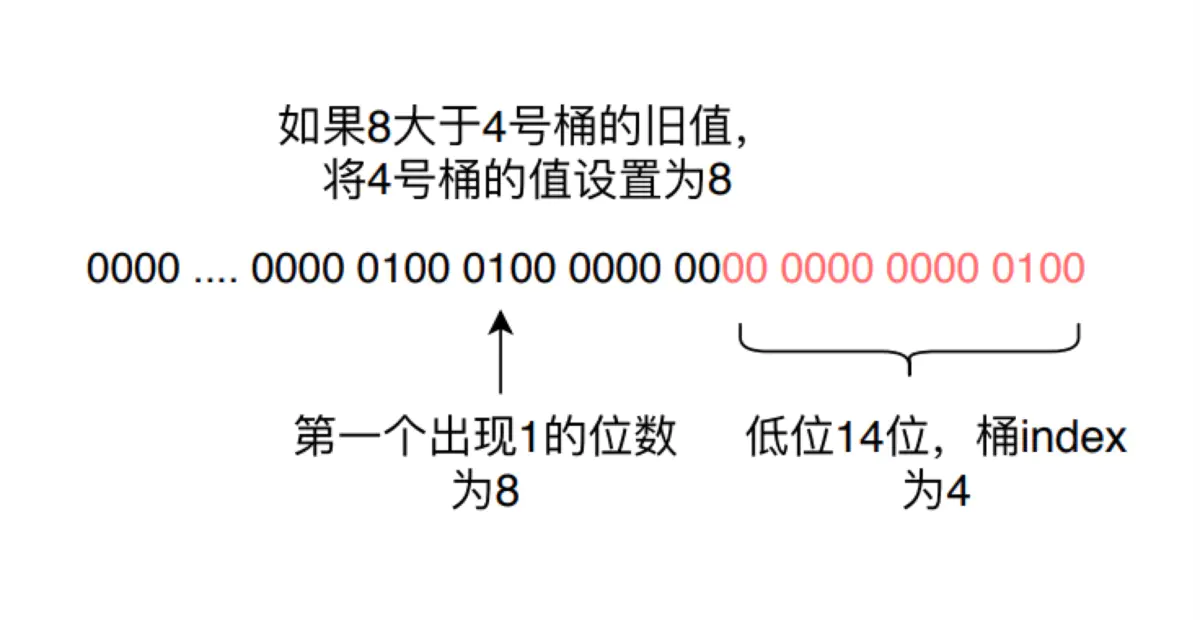 如果8大于4号桶的旧值，
将4号桶的值设置为8
0000 .... 0000 0100 0100 0000 0000 0000 0000 0100
第一个出现1的位数
为8
低位14位，桶index
为4